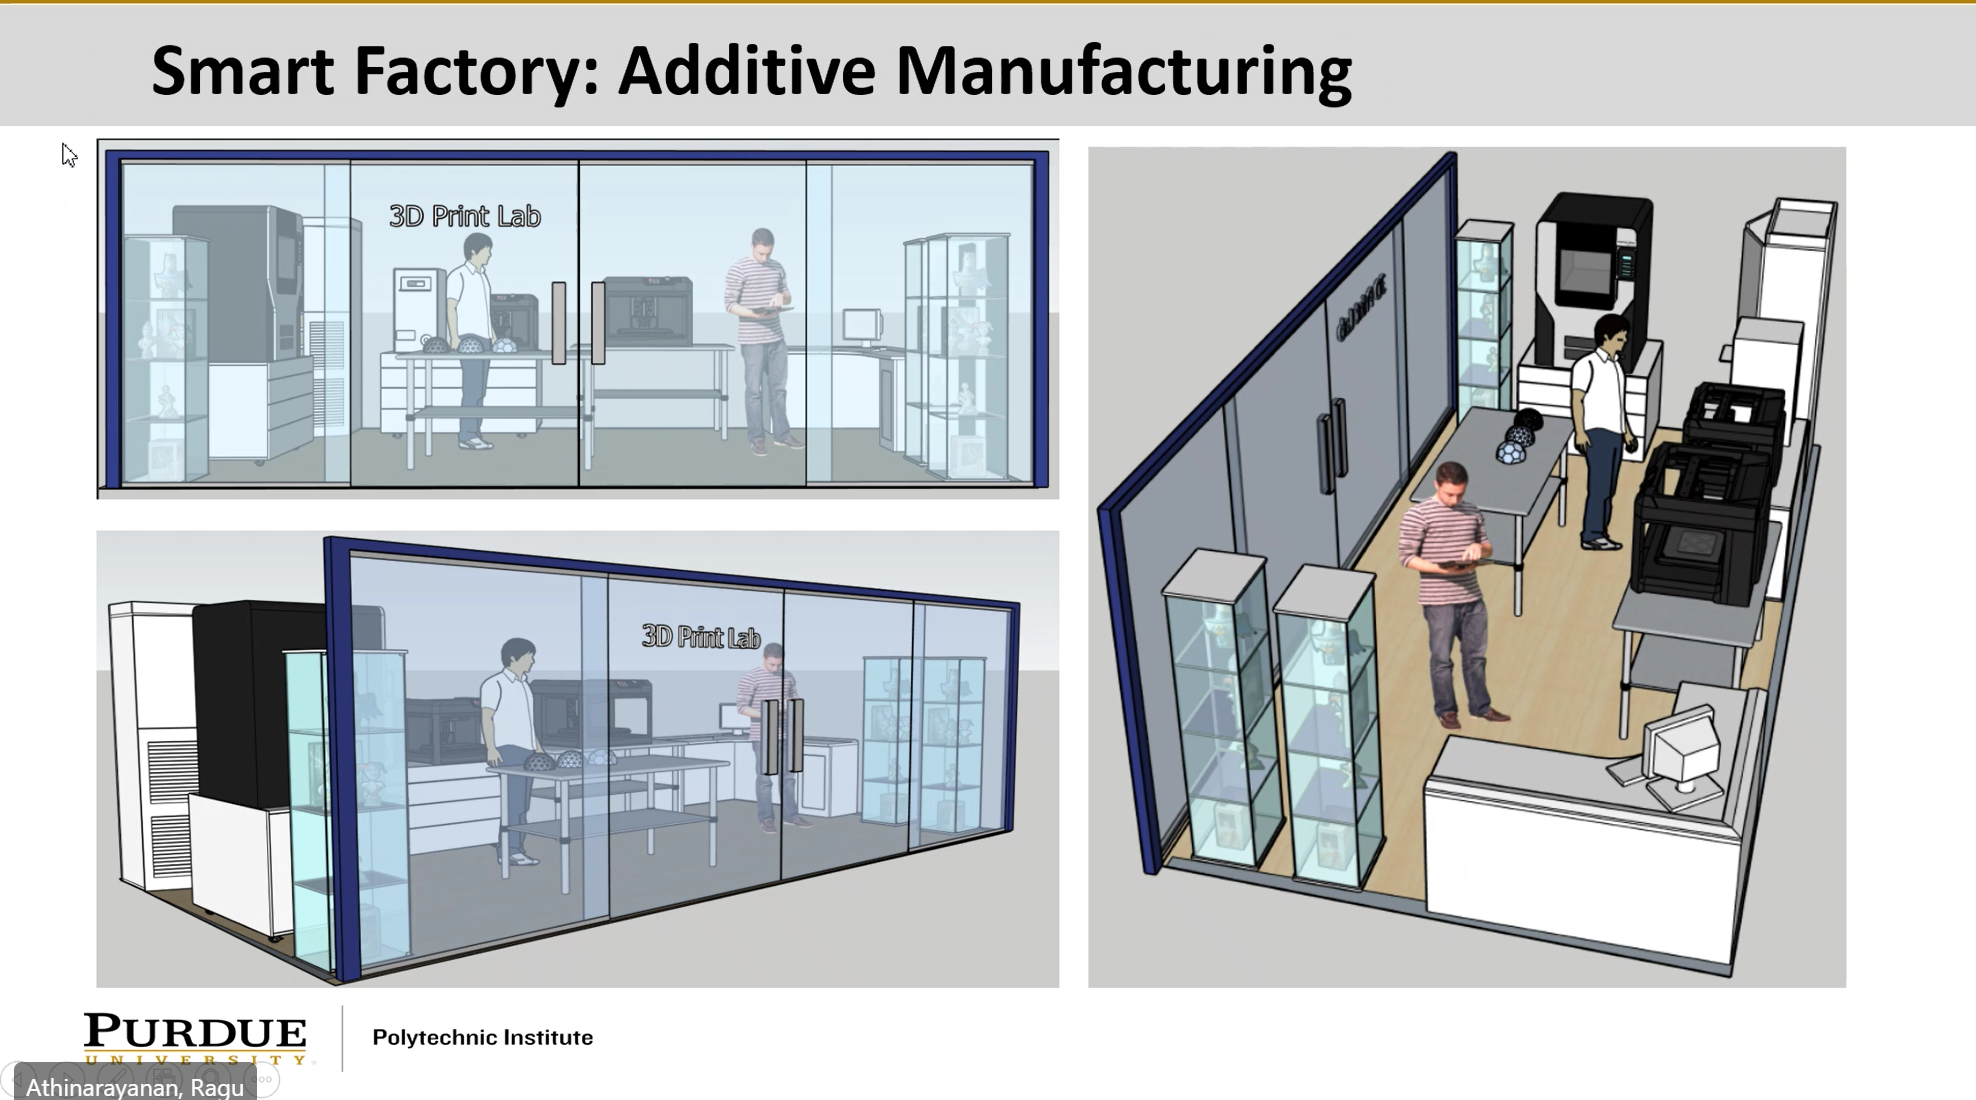 Smart Factory: Additive Manufacturing
3D Print Lab
3D Print Lab
PURDUE
UNIVERSITY
Polytechnic Institute
Athinarayanan, Ragu